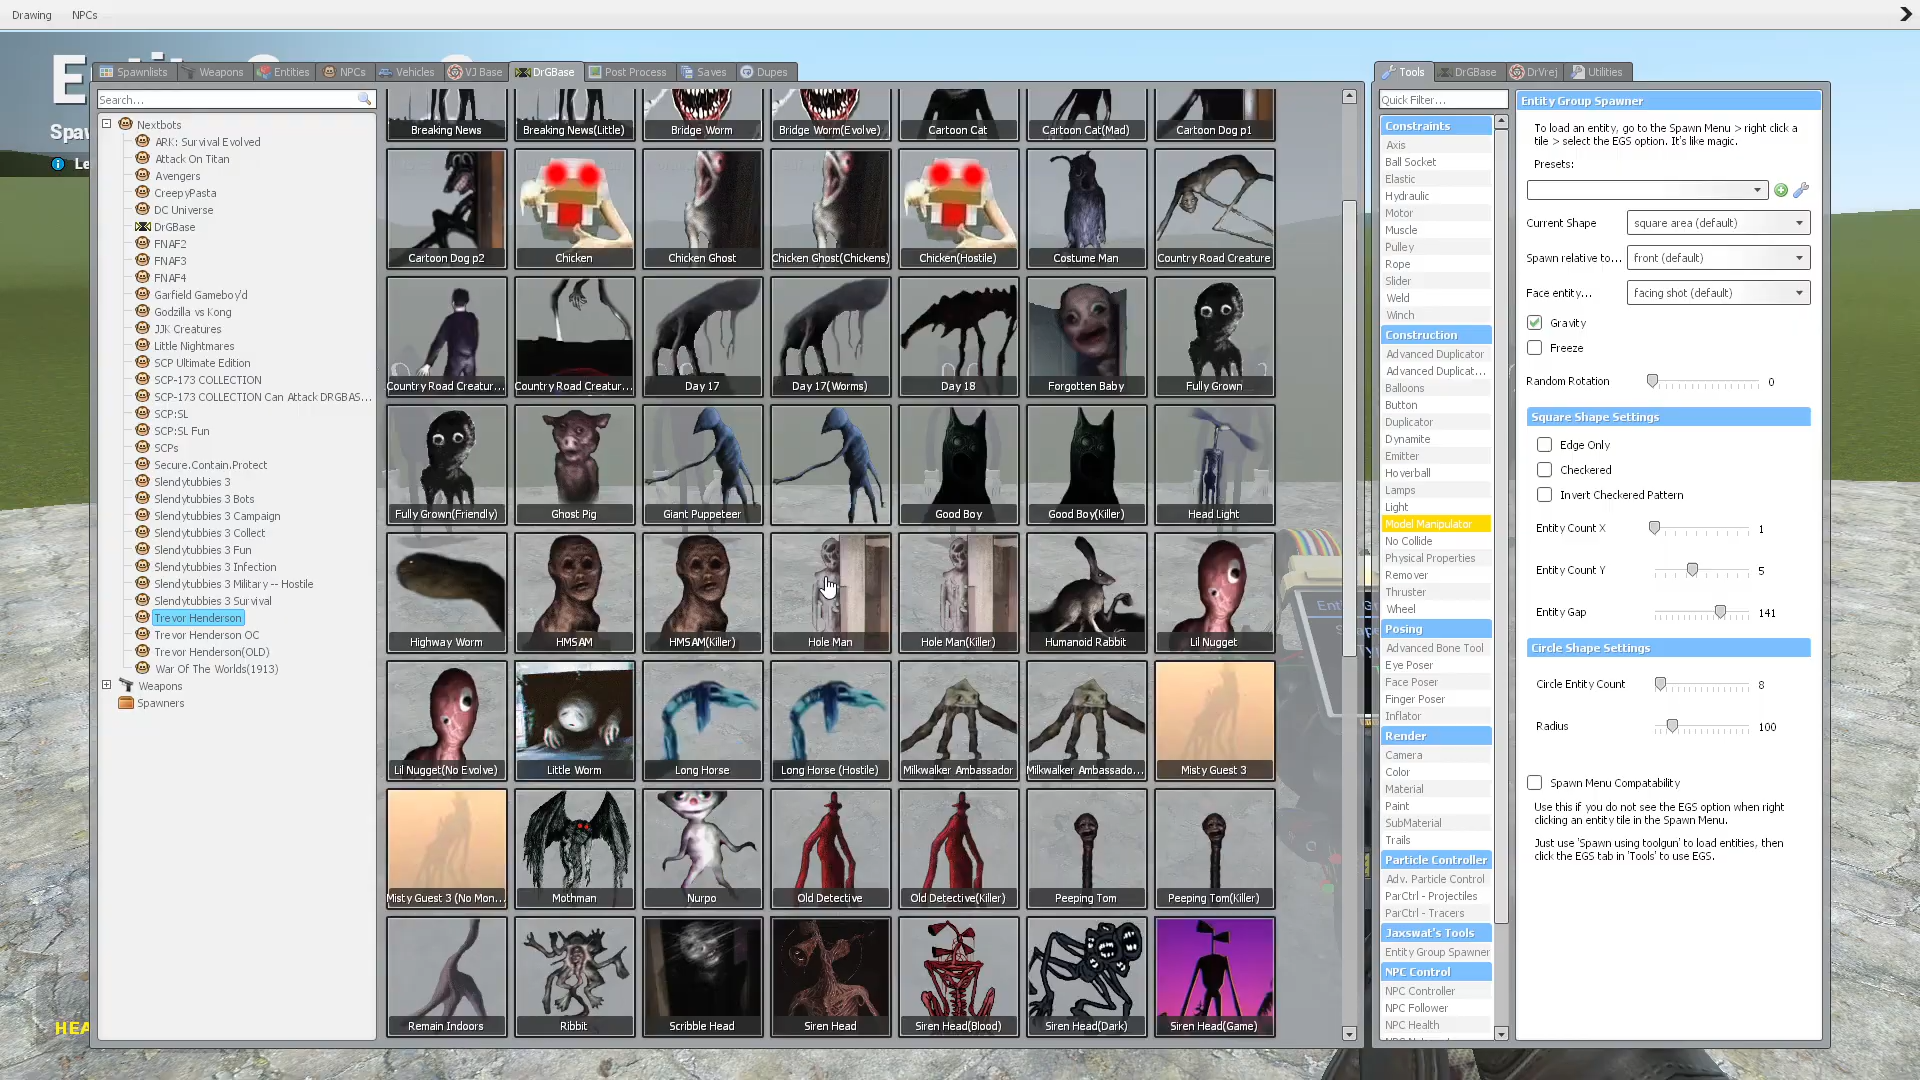 Drawing NPCs
E
Spa
Le
HEA
Spawnlists Weapons Entities NPCs Vehicles VJ Base DrGBase Post Process Saves Dupes
Search...
Nextbots
ARK: Survival Evolved
Attack On Titan
Avengers
CreepyPasta
DC Universe
DrGBase
FNAF2
FNAF3
FNAF4
Garfield Gameboy'd
Godzilla vs Kong
JJK Creatures
Little Nightmares
SCP Ultimate Edition
SCP-173 COLLECTION
SCP-173 COLLECTION Can Attack DRGBAS...
SCP:SL
SCP:SL Fun
SCPs
Secure.Contain.Protect
Slendytubbies 3
Slendytubbies 3 Bots
Slendytubbies 3 Campaign
Slendytubbies 3 Collect
Slendytubbies 3 Fun
Slendytubbies 3 Infection
Slendytubbies 3 Military -- Hostile
Slendytubbies 3 Survival
Trevor Henderson
Trevor Henderson OC
Trevor Henderson(OLD)
War Of The Worlds(1913)
Weapons
Spawners
Breaking News Breaking News(Little) Bridge Worm Bridge Worm(Evolve) Cartoon Cat Cartoon Cat(Mad) Cartoon Dog p1
Cartoon Dog p2 Chicken Chicken Ghost Chicken Ghost(Chickens) Chicken(Hostile) Costume Man Country Road Creature
Country Road Creatur... Country Road Creatur... Day 17 Day 17(Worms) Day 18 Forgotten Baby Fully Grown
Fully Grown(Friendly) Ghost Pig Giant Puppeteer Good Boy Good Boy(Killer) Head Light
Highway Worm HMSAM HMSAM(Killer) Hole Man Hole Man(Killer) Humanoid Rabbit Lil Nugget
Lil Nugget(No Evolve) Little Worm Long Horse Long Horse (Hostile) Milkwalker Ambassador Milkwalker Ambassado... Misty Guest 3
Misty Guest 3 (No Mon... Mothman Nurpo Old Detective Old Detective(Killer) Peeping Tom Peeping Tom(Killer)
Remain Indoors Ribbit Scribble Head Siren Head Siren Head(Blood) Siren Head(Dark) Siren Head(Game)
Tools DrGBase DrVrej Utilities
Quick Filter...
Constraints
Axis
Ball Socket
Elastic
Hydraulic
Motor
Muscle
Pulley
Rope
Slider
Weld
Winch
Construction
Advanced Duplicator
Advanced Duplicat...
Balloons
Button
Duplicator
Dynamite
Emitter
Hoverball
Lamps
Light
Model Manipulator
No Collide
Physical Properties
Remover
Thruster
Wheel
Posing
Advanced Bone Tool
Eye Poser
Face Poser
Finger Poser
Inflator
Render
Camera
Color
Material
Paint
SubMaterial
Trails
Particle Controller
Adv. Particle Control
ParCtrl - Projectiles
ParCtrl - Tracers
Jaxswat's Tools
Entity Group Spawner
NPC Control
NPC Controller
NPC Follower
NPC Health
Entity Group Spawner
To load an entity, go to the Spawn Menu > right click a
tile > select the EGS option. It's like magic.
Presets:
Current Shape square area (default)
Spawn relative to... front (default)
Face entity... facing shot (default)
Gravity
Freeze
Random Rotation 0
Square Shape Settings
Edge Only
Checkered
Invert Checkered Pattern
Entity Count X 1
Entity Count Y 5
Entity Gap 141
Circle Shape Settings
Circle Entity Count 8
Radius 100
Spawn Menu Compatability
Use this if you do not see the EGS option when right
clicking an entity tile in the Spawn Menu.
Just use 'Spawn using toolgun' to load entities, then
click the EGS tab in 'Tools' to use EGS.